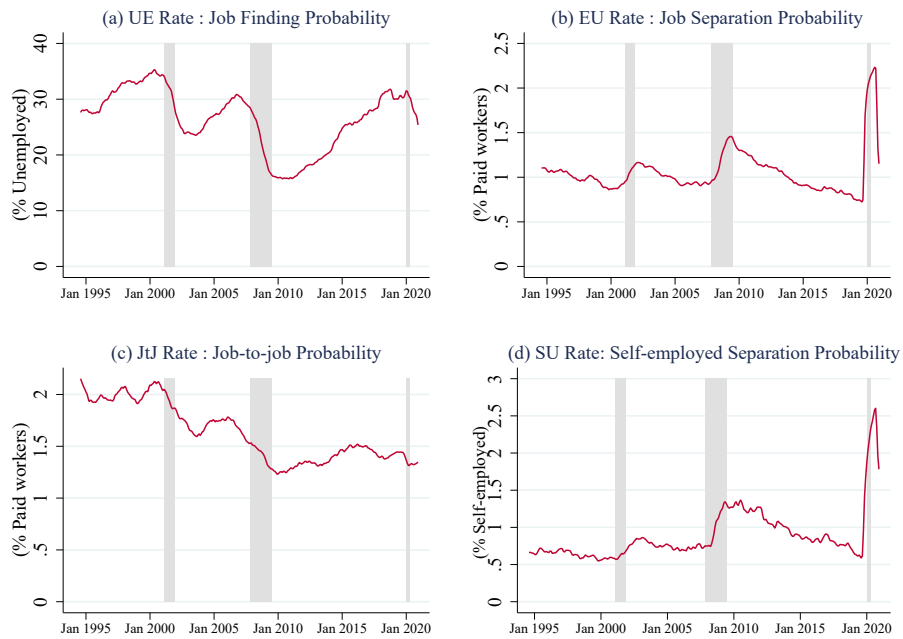 (a) UE Rate : Job Finding Probability
(% Unemployed)
40
30
20
10
0
Jan 1995 Jan 2000 Jan 2005 Jan 2010 Jan 2015 Jan 2020
(b) EU Rate : Job Separation Probability
(% Paid workers)
2.5
2
1.5
1
.5
0
Jan 1995 Jan 2000 Jan 2005 Jan 2010 Jan 2015 Jan 2020
(c) JtJ Rate : Job-to-job Probability
(% Paid workers)
2
1.5
1
.5
0
Jan 1995 Jan 2000 Jan 2005 Jan 2010 Jan 2015 Jan 2020
(d) SU Rate: Self-employed Separation Probability
(% Self-employed)
3
2.5
2
1.5
1
.5
0
Jan 1995 Jan 2000 Jan 2005 Jan 2010 Jan 2015 Jan 2020